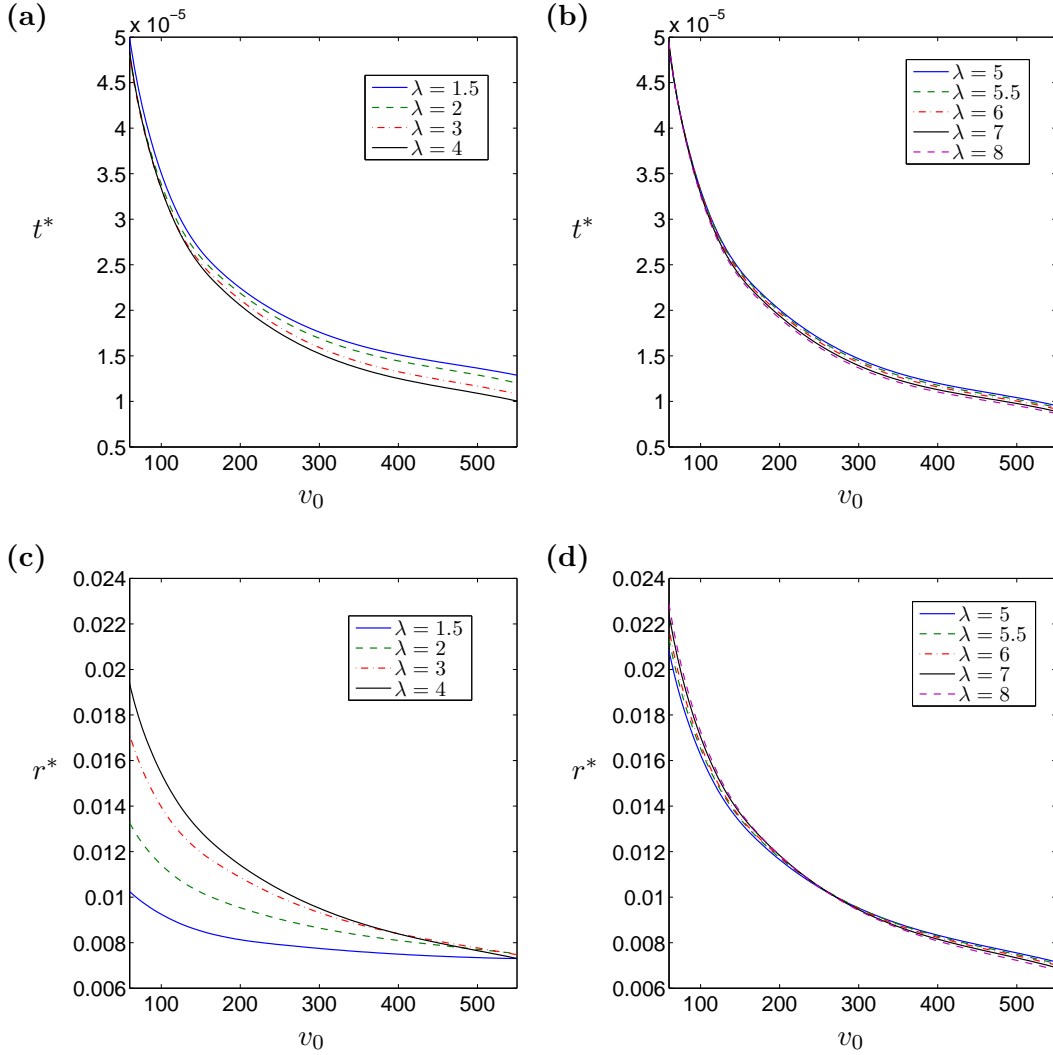 (a)
x 10⁻⁵
5
4.5
4
3.5
3
2.5
2
1.5
1
0.5
t*
100 200 300 400 500
v₀
λ = 1.5
λ = 2
λ = 3
λ = 4
(b)
x 10⁻⁵
5
4.5
4
3.5
3
2.5
2
1.5
1
0.5
t*
100 200 300 400 500
v₀
λ = 5
λ = 5.5
λ = 6
λ = 7
λ = 8
(c)
0.024
0.022
0.02
0.018
0.016
0.014
0.012
0.01
0.008
0.006
r*
100 200 300 400 500
v₀
λ = 1.5
λ = 2
λ = 3
λ = 4
(d)
0.024
0.022
0.02
0.018
0.016
0.014
0.012
0.01
0.008
0.006
r*
100 200 300 400 500
v₀
λ = 5
λ = 5.5
λ = 6
λ = 7
λ = 8